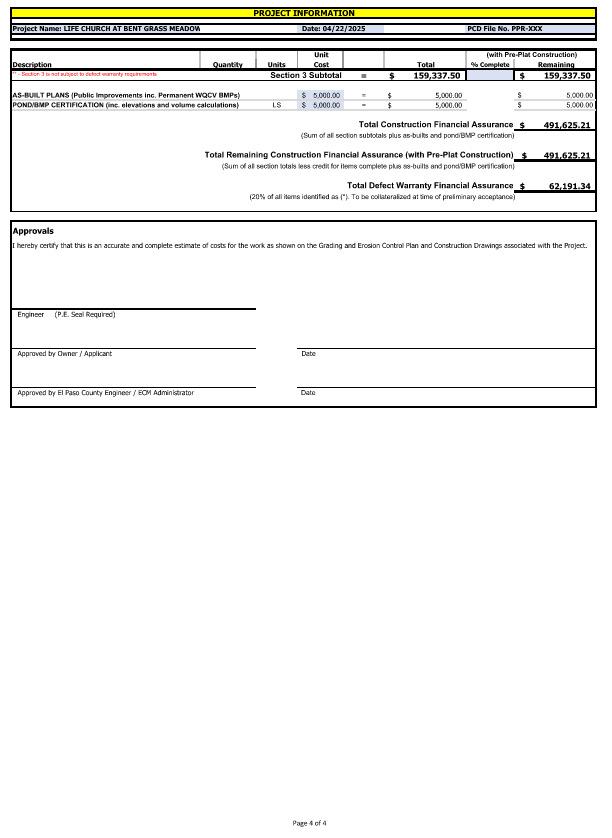 PROJECT INFORMATION
Project Name: LIFE CHURCH AT BENT GRASS MEADOW Date: 04/22/2025 PCD File No. PPR-XXX
Unit (with Pre-Plat Construction)
Description Quantity Units Cost Total % Complete Remaining
** - Section 3 is not subject to defect warranty requirements Section 3 Subtotal = $ 159,337.50 $ 159,337.50
AS-BUILT PLANS (Public Improvements inc. Permanent WQCV BMPs) $ 5,000.00 = $ 5,000.00 $ 5,000.00
POND/BMP CERTIFICATION (inc. elevations and volume calculations) LS $ 5,000.00 = $ 5,000.00 $ 5,000.00
Total Construction Financial Assurance $ 491,625.21
(Sum of all section subtotals plus as-builts and pond/BMP certification)
Total Remaining Construction Financial Assurance (with Pre-Plat Construction) $ 491,625.21
(Sum of all section totals less credit for items complete plus as-builts and pond/BMP certification)
Total Defect Warranty Financial Assurance $ 62,191.34
(20% of all items identified as (*). To be collateralized at time of preliminary acceptance)
Approvals
I hereby certify that this is an accurate and complete estimate of costs for the work as shown on the Grading and Erosion Control Plan and Construction Drawings associated with the Project.
Engineer (P.E. Seal Required)
Approved by Owner / Applicant Date
Approved by El Paso County Engineer / ECM Administrator Date
Page 4 of 4